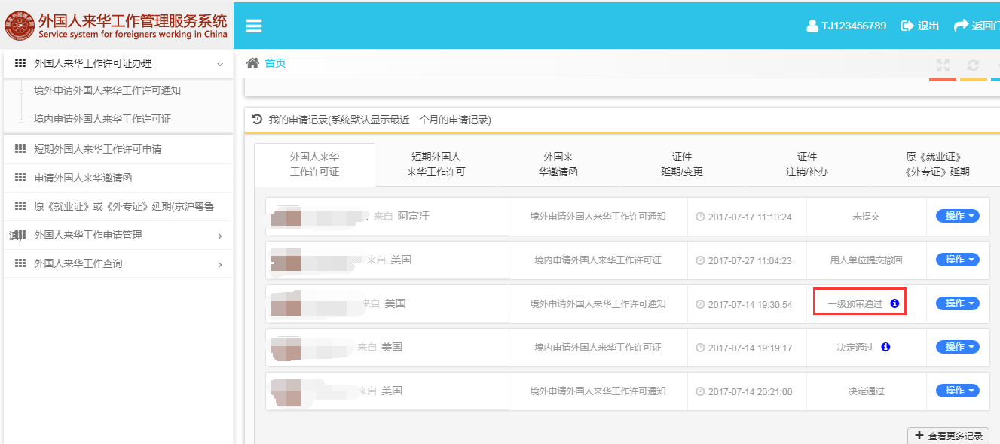 外国人来华工作管理服务系统
Service system for foreigners working in China
TJ123456789
退出
返回门
外国人来华工作许可证办理
境外申请外国人来华工作许可通知
境内申请外国人来华工作许可证
短期外国人来华工作许可申请
申请外国人来华邀请函
原《就业证》或《外专证》延期(京沪粤鲁
滨)
外国人来华工作申请管理
外国人来华工作查询
首页
我的申请记录(系统默认显示最近一个月的申请记录)
外国人来华
工作许可证
短期外国人
来华工作许可
外国来
华邀请函
证件
延期/变更
证件
注销/补办
原《就业证》
《外专证》延期
来自 阿富汗 境外申请外国人来华工作许可通知 2017-07-17 11:10:24 未提交 操作
来自 美国 境内申请外国人来华工作许可证 2017-07-27 11:04:23 用人单位提交撤回 操作
来自 美国 境外申请外国人来华工作许可通知 2017-07-14 19:30:54 一级预审通过 操作
来自 美国 境内申请外国人来华工作许可证 2017-07-14 19:19:17 决定通过 操作
来自 美国 境外申请外国人来华工作许可通知 2017-07-14 20:21:00 决定通过 操作
查看更多记录